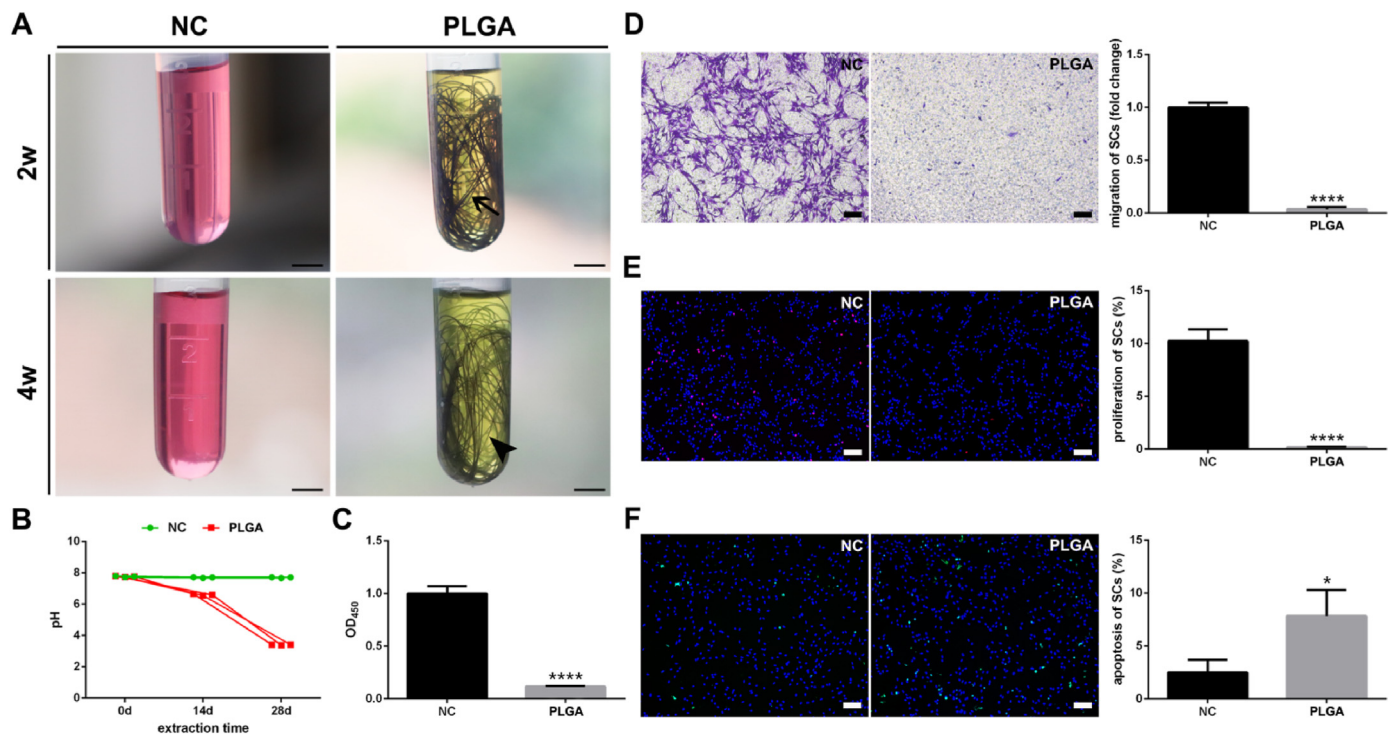 A
NC
PLGA
2w
4w
2
B
NC
PLGA
10
8
6
4
2
0
pH
0d
14d
28d
extraction time
C
1.5
1.0
0.5
0.0
OD450
****
NC
PLGA
D
NC
PLGA
migration of SCs (fold change)
1.5
1.0
0.5
0.0
****
NC
PLGA
E
NC
PLGA
proliferation of SCs (%)
15
10
5
0
****
NC
PLGA
F
NC
PLGA
apoptosis of SCs (%)
15
10
5
0
*
NC
PLGA